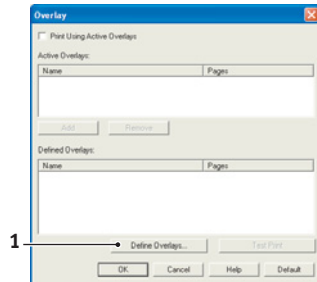 Overlay
Print Using Active Overlays
Active Overlays:
Name Pages
Add Remove
Defined Overlays:
Name Pages
1 Define Overlays... Test Print
OK Cancel Help Default